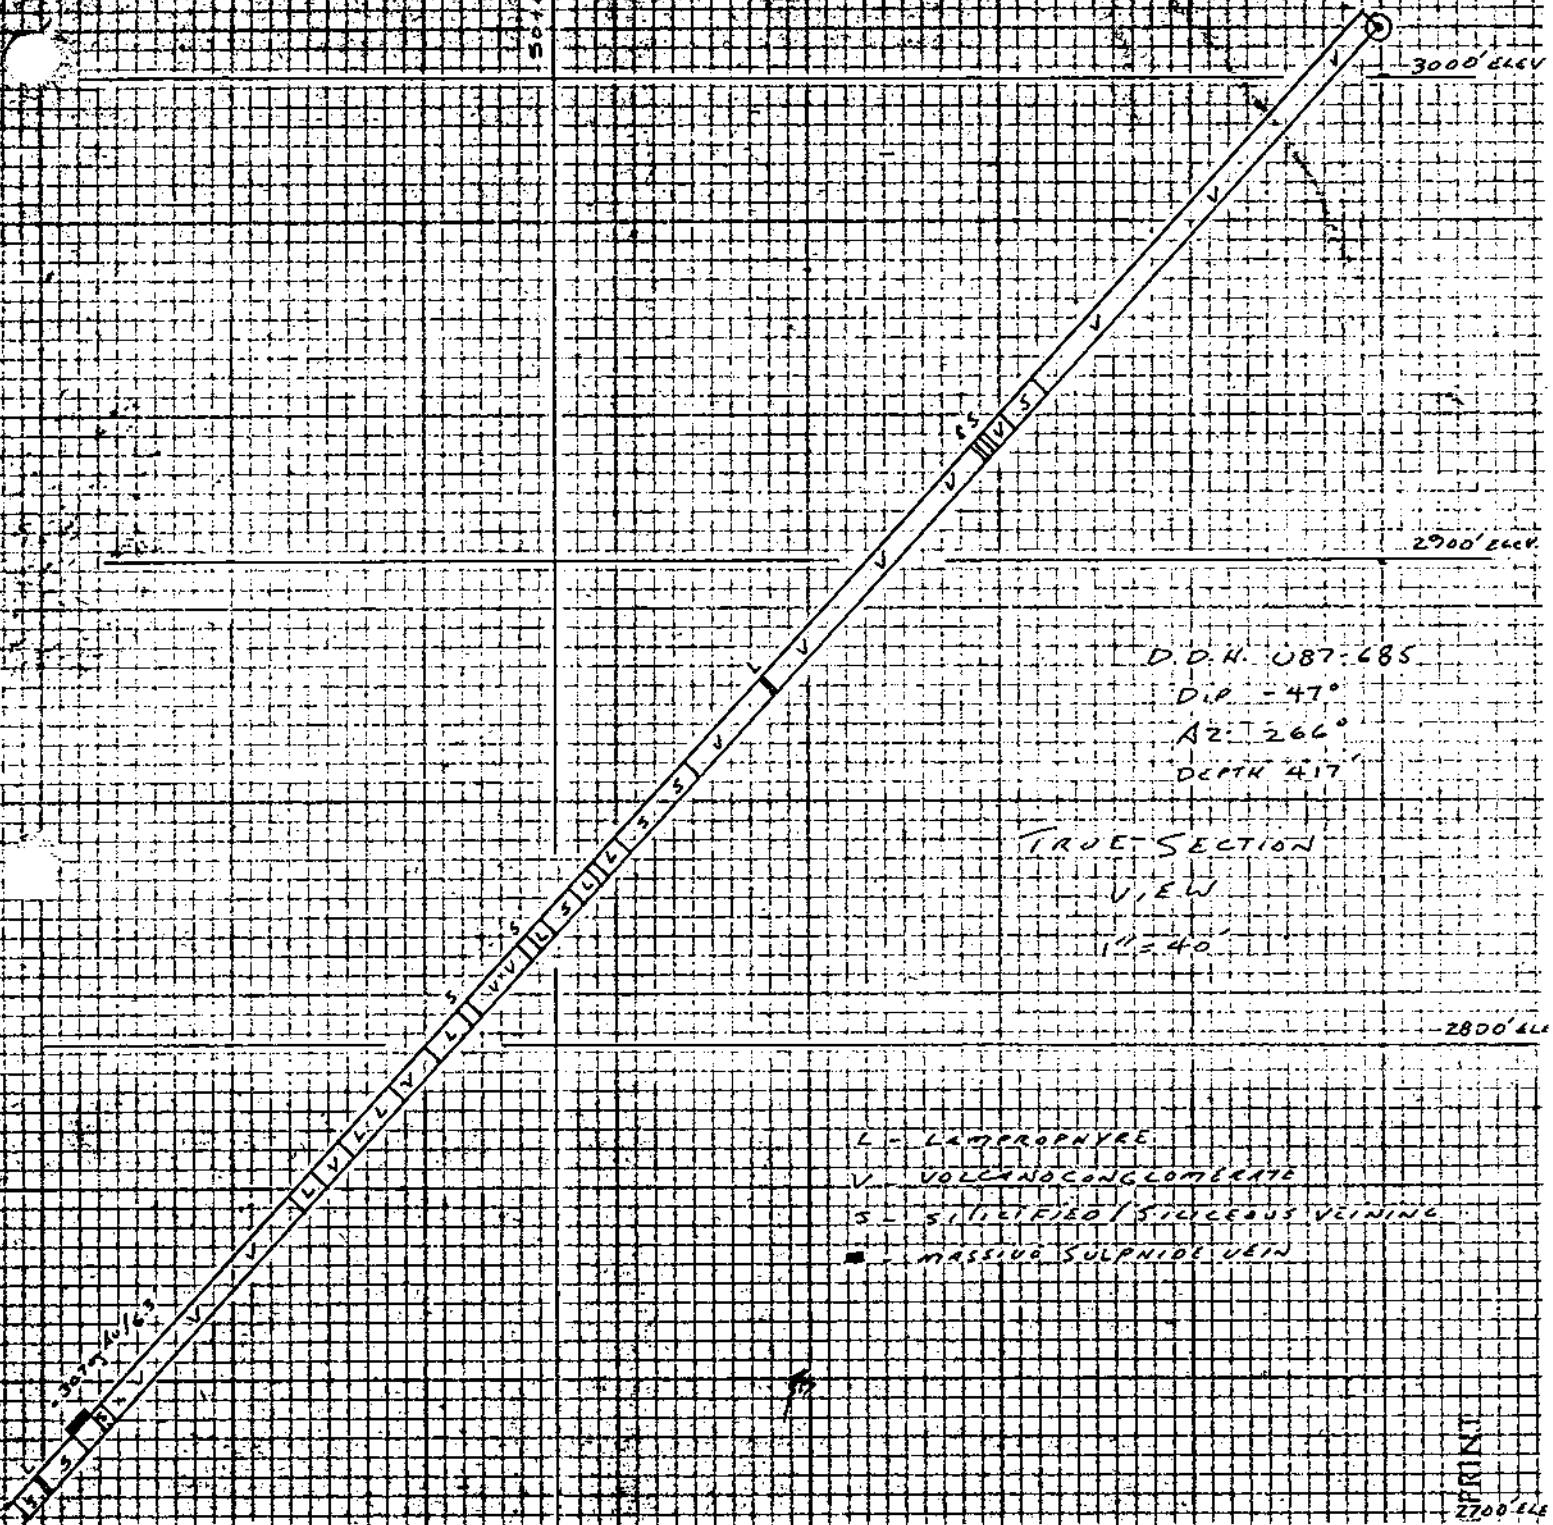 3000' ELEV
2900' ELEV.
D.D.H. U87-685
DIP -47°
AZ: 266°
DEPTH 417'
TRUE-SECTION
VIEW
1" = 40'
2800' ELE
L - LAMPROPHYRE
V - VOLCANOCONGLOMERATE
S - SILICIFIED / SILICEOUS VEINING
- MASSIVE SULPHIDE VEIN
PRINT
2700' ELE
V
V
V
S
V
S S
V
V
V
L
V
S
S
L
L
S
L
S
V V
S
L
V
L
L
V
L
V
V
V
S
L
S